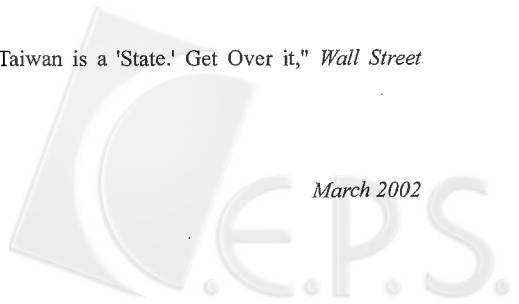 Taiwan is a 'State.' Get Over it," Wall Street
March 2002
C.E.P.S.